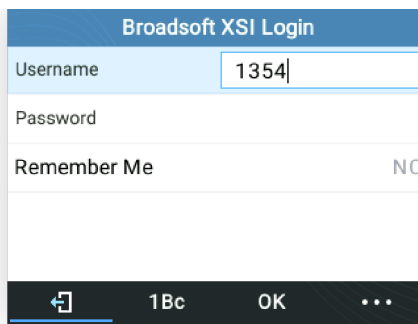 Broadsoft XSI Login
Username 1354
Password
Remember Me NO
1Bc OK ...